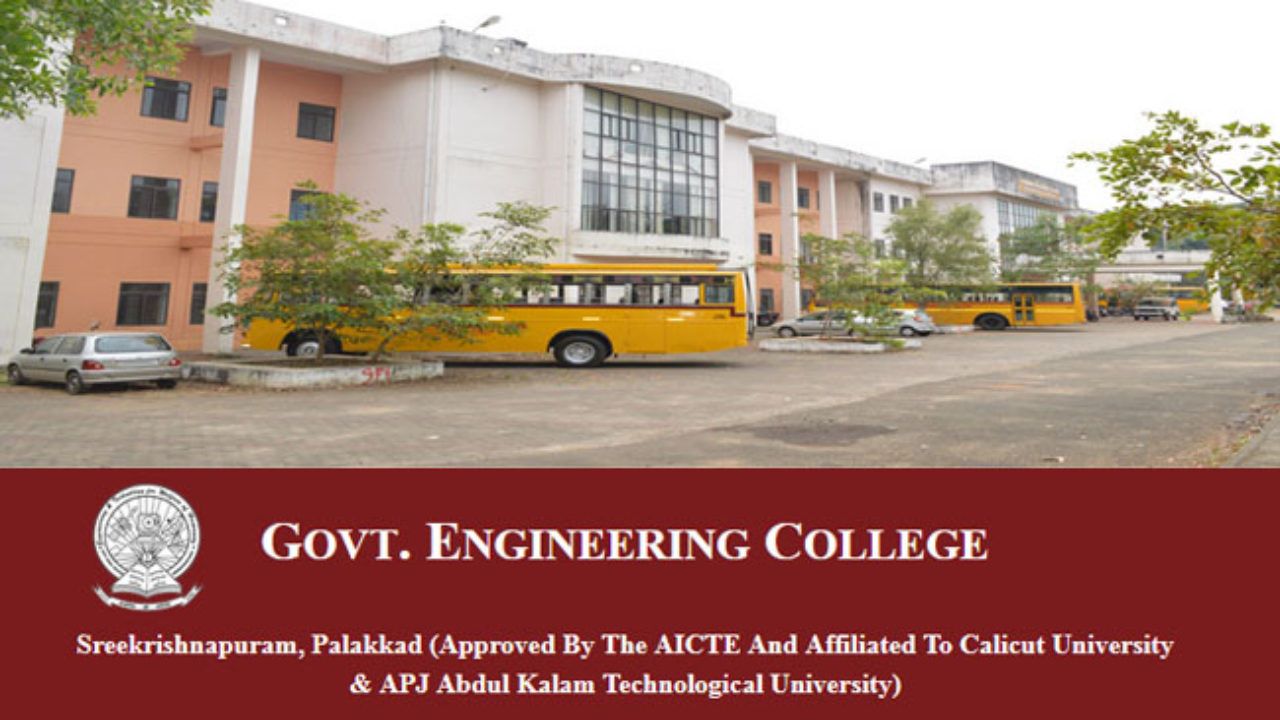 SFI
GOVT. ENGINEERING COLLEGE
Sreekrishnapuram, Palakkad (Approved By The AICTE And Affiliated To Calicut University
& APJ Abdul Kalam Technological University)